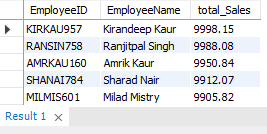 EmployeeID EmployeeName total_Sales
KIRKAU957 Kirandeep Kaur 9998.15
RANSIN758 Ranjitpal Singh 9988.08
AMRKAU160 Amrik Kaur 9950.84
SHANAI784 Sharad Nair 9912.07
MILMIS601 Milad Mistry 9905.82
Result 1